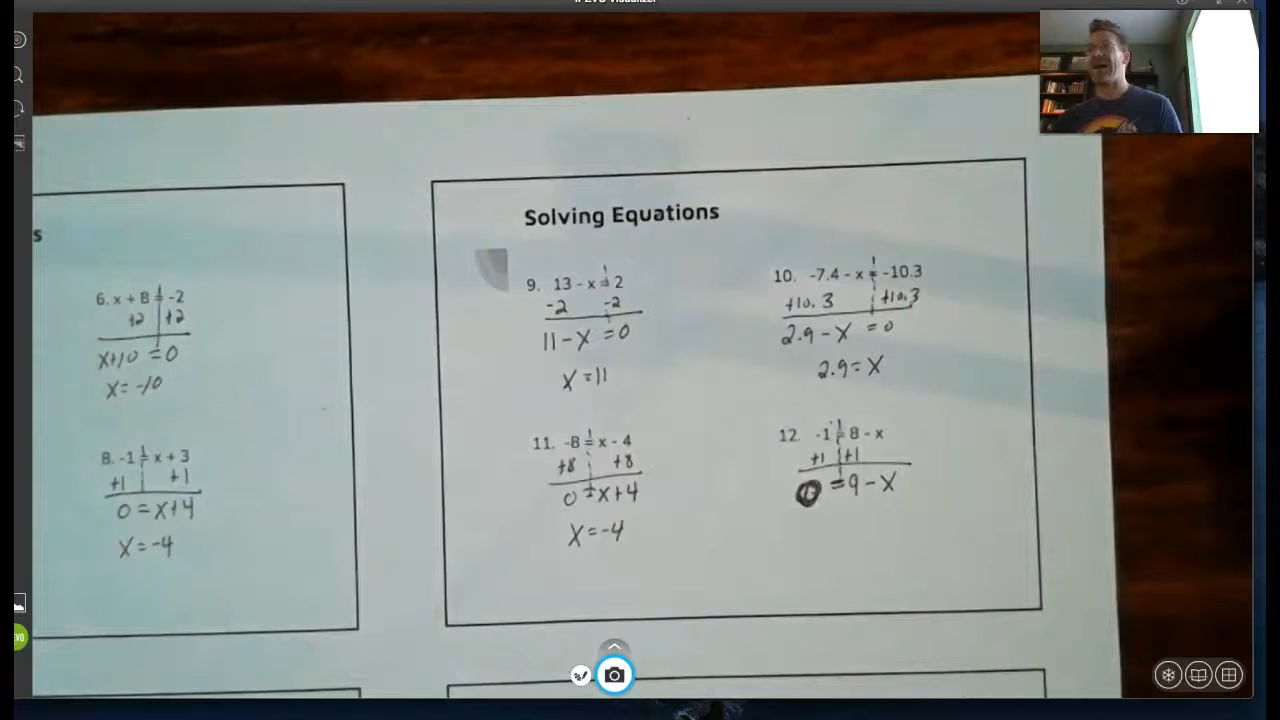 s
6. x + 8 = -2
+2 +2
x+10 = 0
x = -10
8. -1 = x + 3
+1 +1
0 = x+4
x = -4
Solving Equations
9. 13 - x = 2
-2 -2
11 - x = 0
x = 11
10. -7.4 - x = -10.3
+10.3 +10.3
2.9 - x = 0
2.9 = x
11. -8 = x - 4
+8 +8
0 = x+4
x = -4
12. -1 = 8 - x
+1 +1
0 = 9 - x